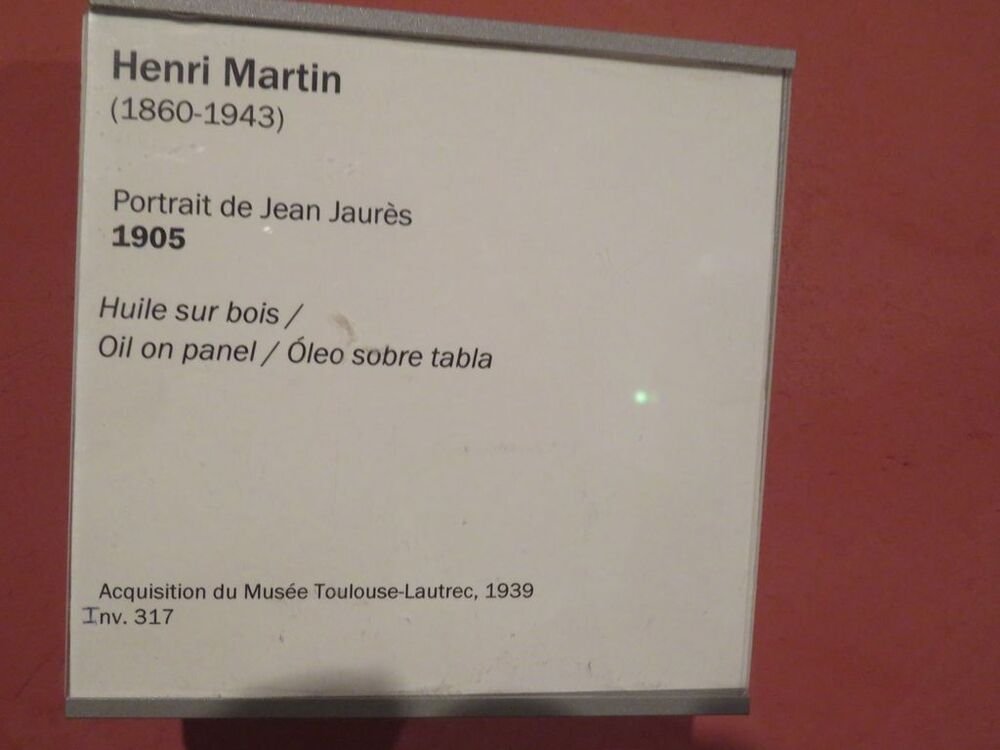 Henri Martin
(1860-1943)
Portrait de Jean Jaurès
1905
Huile sur bois /
Oil on panel / Óleo sobre tabla
Acquisition du Musée Toulouse-Lautrec, 1939
Inv. 317